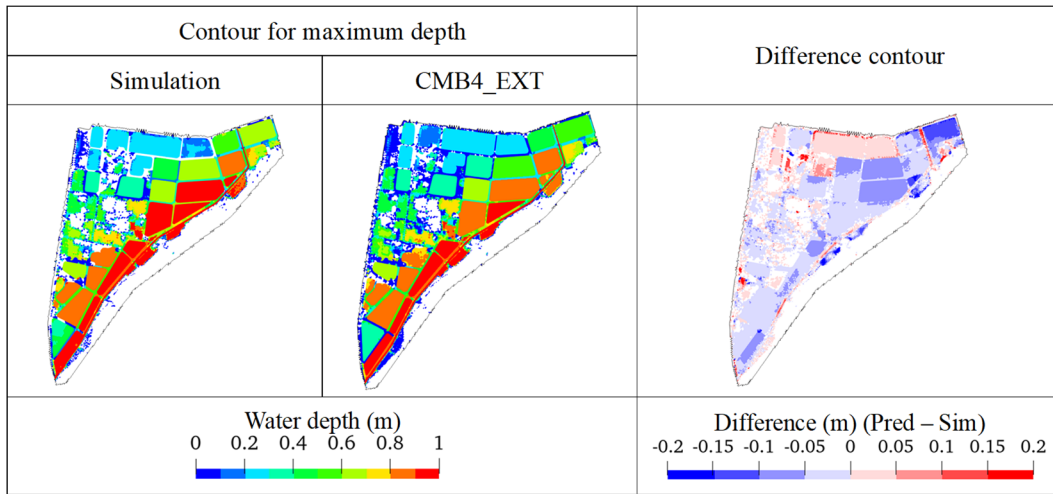 Contour for maximum depth
Difference contour
Simulation
CMB4_EXT
Water depth (m)
0 0.2 0.4 0.6 0.8 1
Difference (m) (Pred – Sim)
-0.2 -0.15 -0.1 -0.05 0 0.05 0.1 0.15 0.2